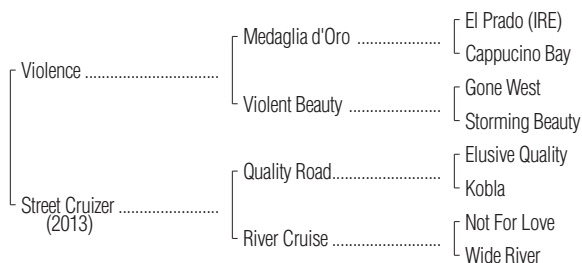 El Prado (IRE)
Medaglia d'Oro
Cappucino Bay
Violence
Gone West
Violent Beauty
Storming Beauty
Elusive Quality
Quality Road
Kobla
Street Cruizer
(2013)
Not For Love
River Cruise
Wide River